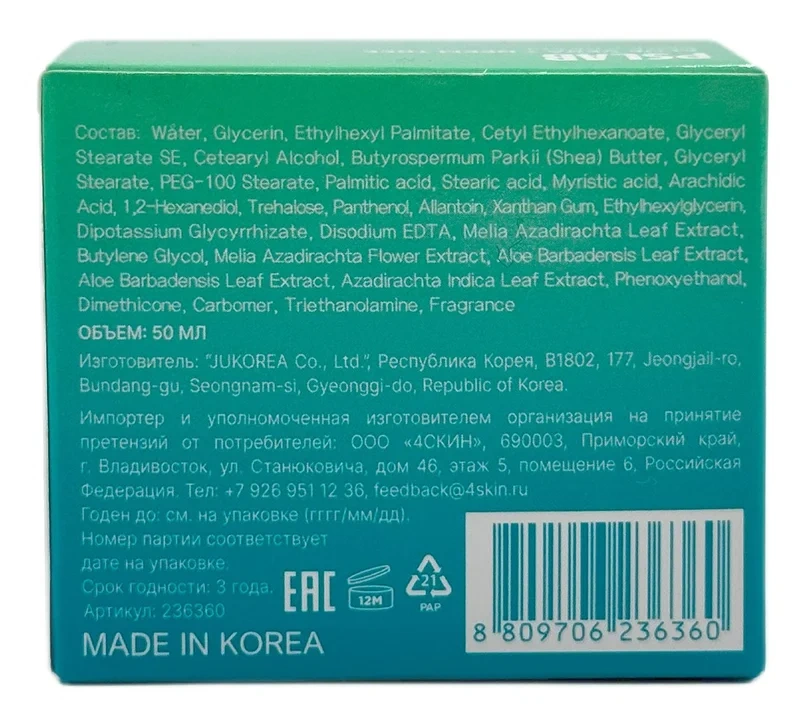 PSLAB
Состав: Water, Glycerin, Ethylhexyl Palmitate, Cetyl Ethylhexanoate, Glyceryl
Stearate SE, Cetearyl Alcohol, Butyrospermum Parkii (Shea) Butter, Glyceryl
Stearate, PEG-100 Stearate, Palmitic acid, Stearic acid, Myristic acid, Arachidic
Acid, 1,2-Hexanediol, Trehalose, Panthenol, Allantoin, Xanthan Gum, Ethylhexylglycerin,
Dipotassium Glycyrrhizate, Disodium EDTA, Melia Azadirachta Leaf Extract,
Butylene Glycol, Melia Azadirachta Flower Extract, Aloe Barbadensis Leaf Extract,
Aloe Barbadensis Leaf Extract, Azadirachta Indica Leaf Extract, Phenoxyethanol,
Dimethicone, Carbomer, Triethanolamine, Fragrance
ОБЪЕМ: 50 МЛ
Изготовитель: "JUKOREA Co., Ltd.", Республика Корея, B1802, 177, Jeongjail-ro,
Bundang-gu, Seongnam-si, Gyeonggi-do, Republic of Korea.
Импортер и уполномоченная изготовителем организация на принятие
претензий от потребителей: ООО «4СКИН», 690003, Приморский край,
г. Владивосток, ул. Станюковича, дом 46, этаж 5, помещение 6, Российская
Федерация. Тел: +7 926 951 12 36, feedback@4skin.ru
Годен до: см. на упаковке (гггг/мм/дд).
Номер партии соответствует
дате на упаковке.
Срок годности: 3 года.
Артикул: 236360
MADE IN KOREA
EAC
12M
21
PAP
8 809706 236360